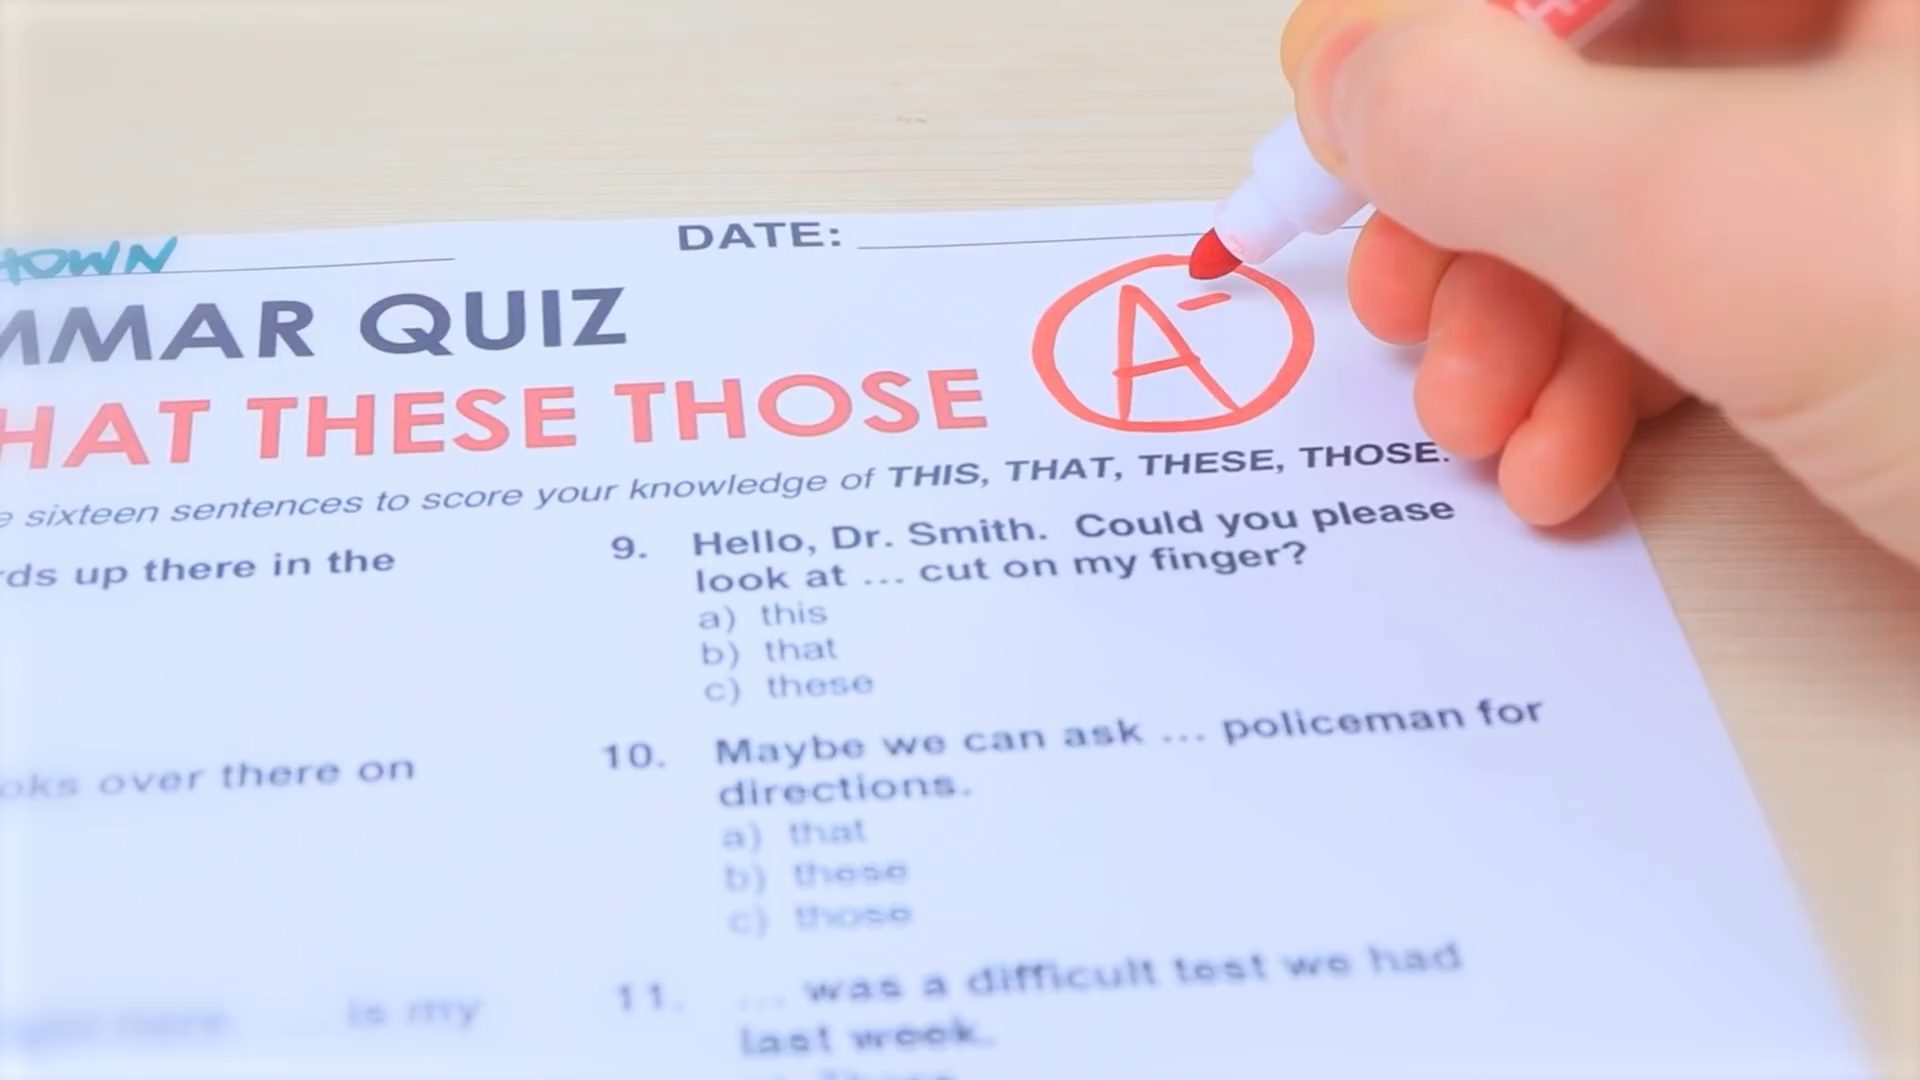 HOWN
DATE:
MMAR QUIZ
HAT THESE THOSE
A-
e sixteen sentences to score your knowledge of THIS, THAT, THESE, THOSE.
rds up there in the
oks over there on
... is my
9. Hello, Dr. Smith. Could you please
look at ... cut on my finger?
a) this
b) that
c) these
10. Maybe we can ask ... policeman for
directions.
a) that
b) these
c) those
11. ... was a difficult test we had
last week.